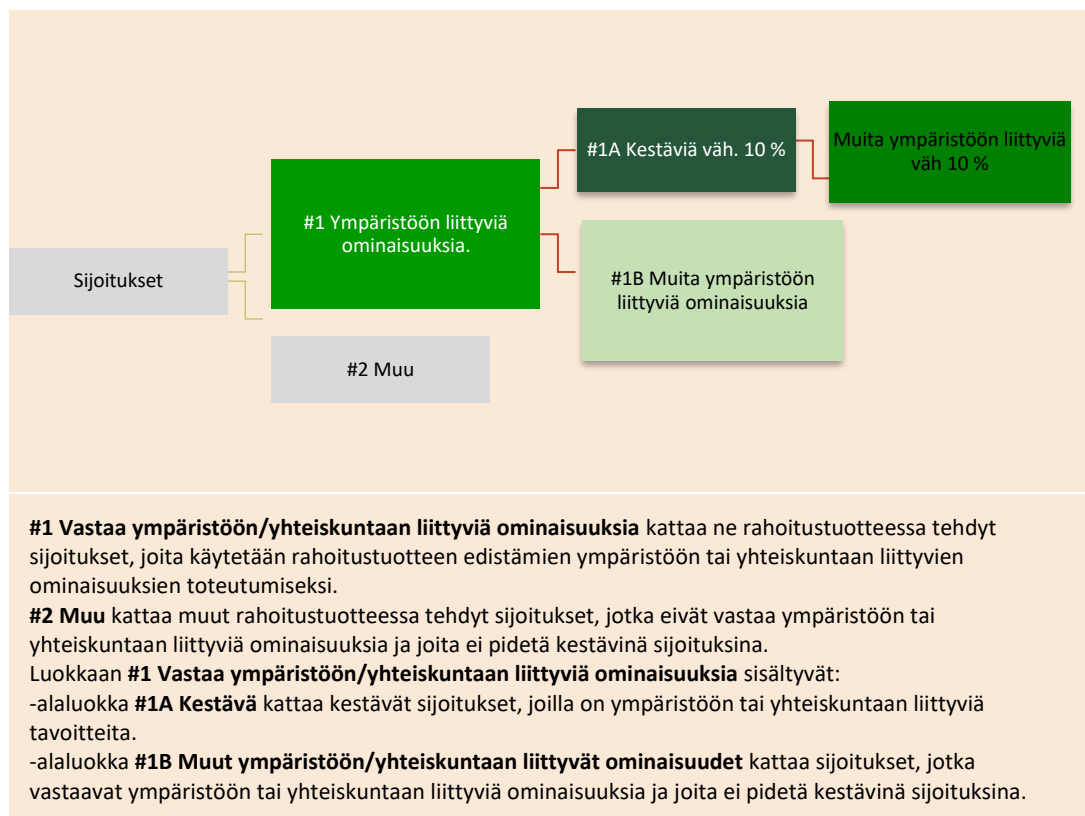 Sijoitukset
#1 Ympäristöön liittyviä
ominaisuuksia.
#2 Muu
#1A Kestäviä väh. 10 %
#1B Muita ympäristöön
liittyviä ominaisuuksia
Muita ympäristöön liittyviä
väh 10 %
#1 Vastaa ympäristöön/yhteiskuntaan liittyviä ominaisuuksia kattaa ne rahoitustuotteessa tehdyt
sijoitukset, joita käytetään rahoitustuotteen edistämien ympäristöön tai yhteiskuntaan liittyvien
ominaisuuksien toteutumiseksi.
#2 Muu kattaa muut rahoitustuotteessa tehdyt sijoitukset, jotka eivät vastaa ympäristöön tai
yhteiskuntaan liittyviä ominaisuuksia ja joita ei pidetä kestävinä sijoituksina.
Luokkaan #1 Vastaa ympäristöön/yhteiskuntaan liittyviä ominaisuuksia sisältyvät:
-alaluokka #1A Kestävä kattaa kestävät sijoitukset, joilla on ympäristöön tai yhteiskuntaan liittyviä
tavoitteita.
-alaluokka #1B Muut ympäristöön/yhteiskuntaan liittyvät ominaisuudet kattaa sijoitukset, jotka
vastaavat ympäristöön tai yhteiskuntaan liittyviä ominaisuuksia ja joita ei pidetä kestävinä sijoituksina.